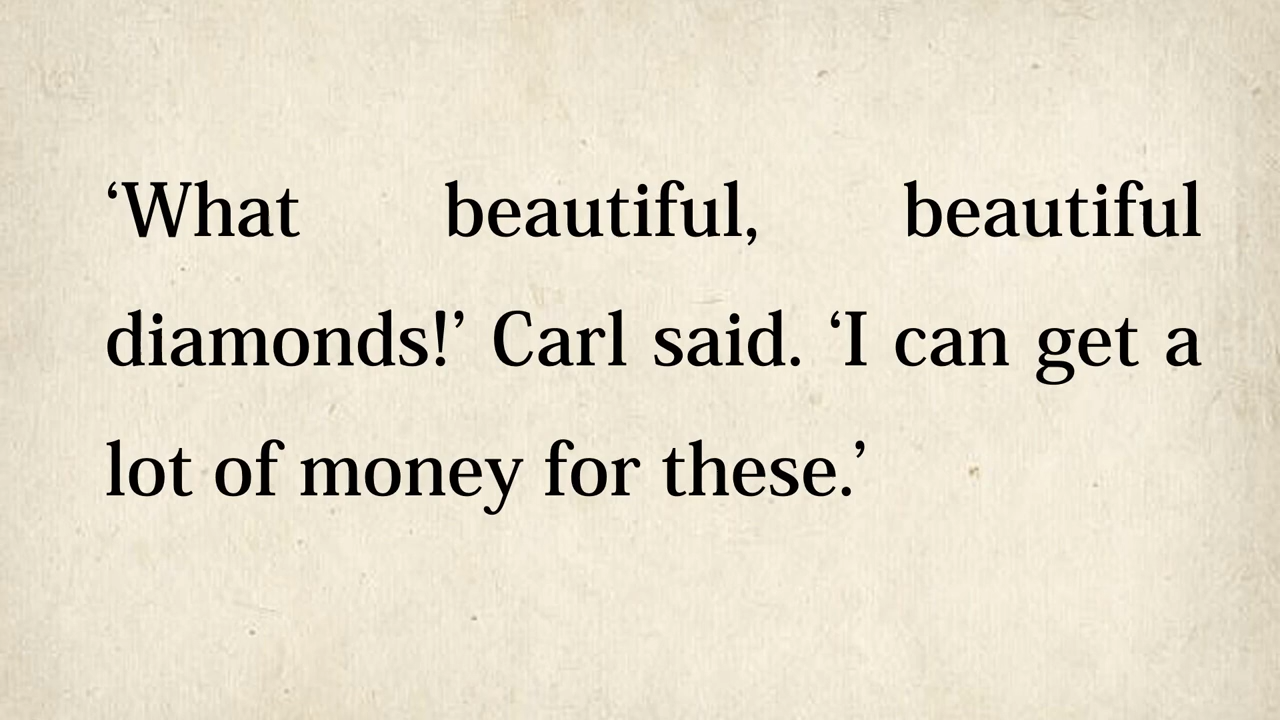 ‘What beautiful, beautiful
diamonds!’ Carl said. ‘I can get a
lot of money for these.’